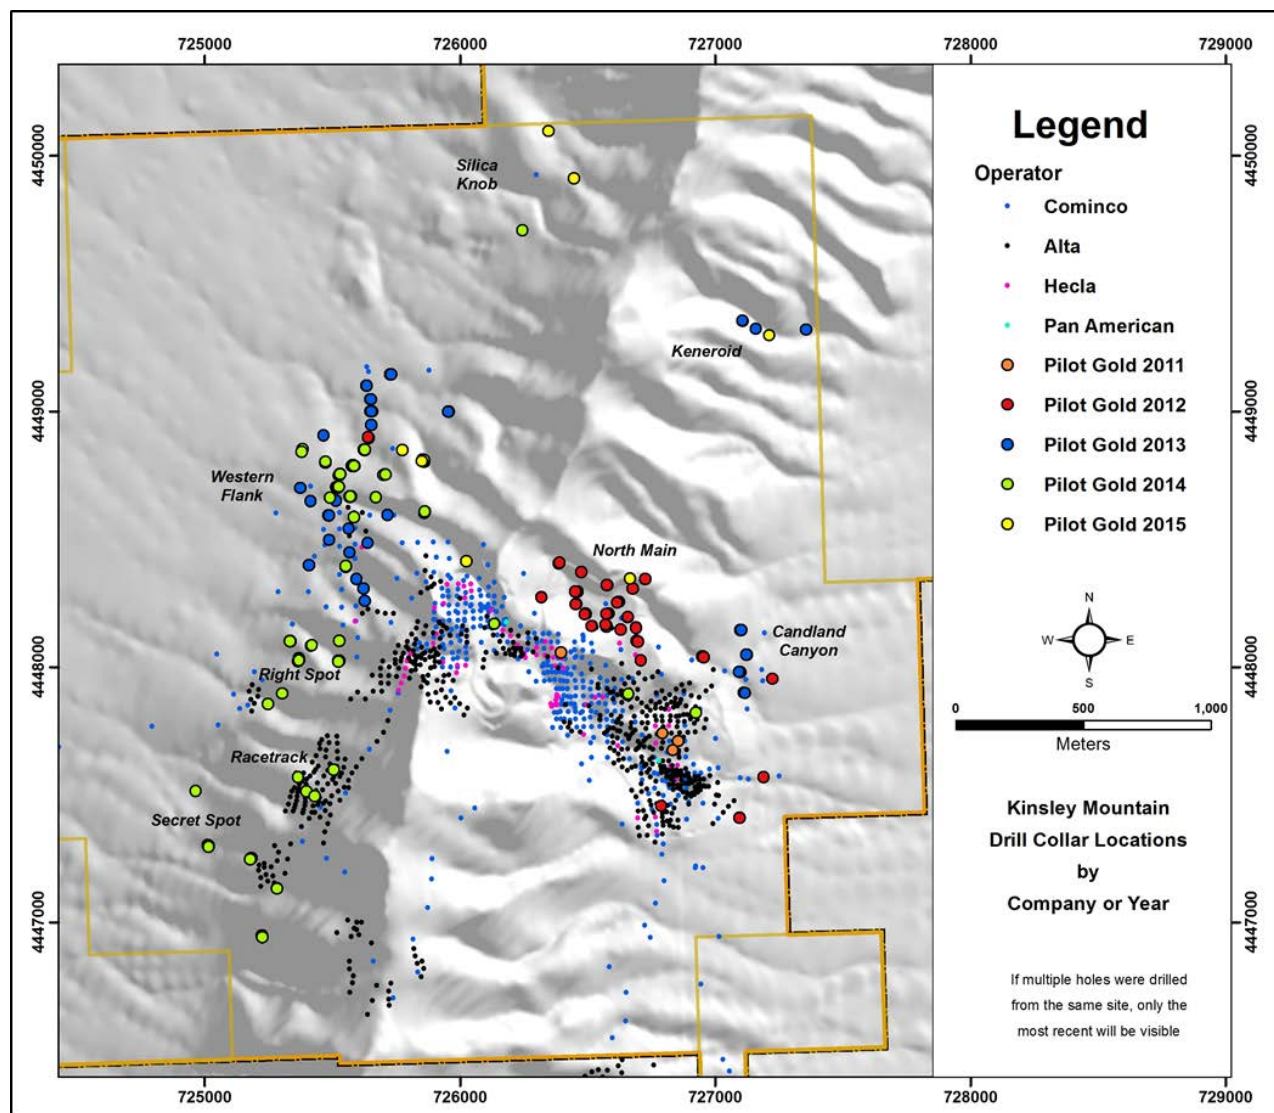 725000 726000 727000 728000 729000
4450000
4450000
Legend
Silica
Knob
Operator
Cominco
Alta
Hecla
Pan American
Keneroid
Pilot Gold 2011
Pilot Gold 2012
4449000
4449000
Pilot Gold 2013
Western
Flank
Pilot Gold 2014
Pilot Gold 2015
North Main
N
W E
S
Candland
Canyon
4448000
4448000
Right Spot
0 500 1,000
Meters
Racetrack
Secret Spot
Kinsley Mountain
Drill Collar Locations
by
Company or Year
4447000
4447000
If multiple holes were drilled
from the same site, only the
most recent will be visible
725000 726000 727000 728000 729000